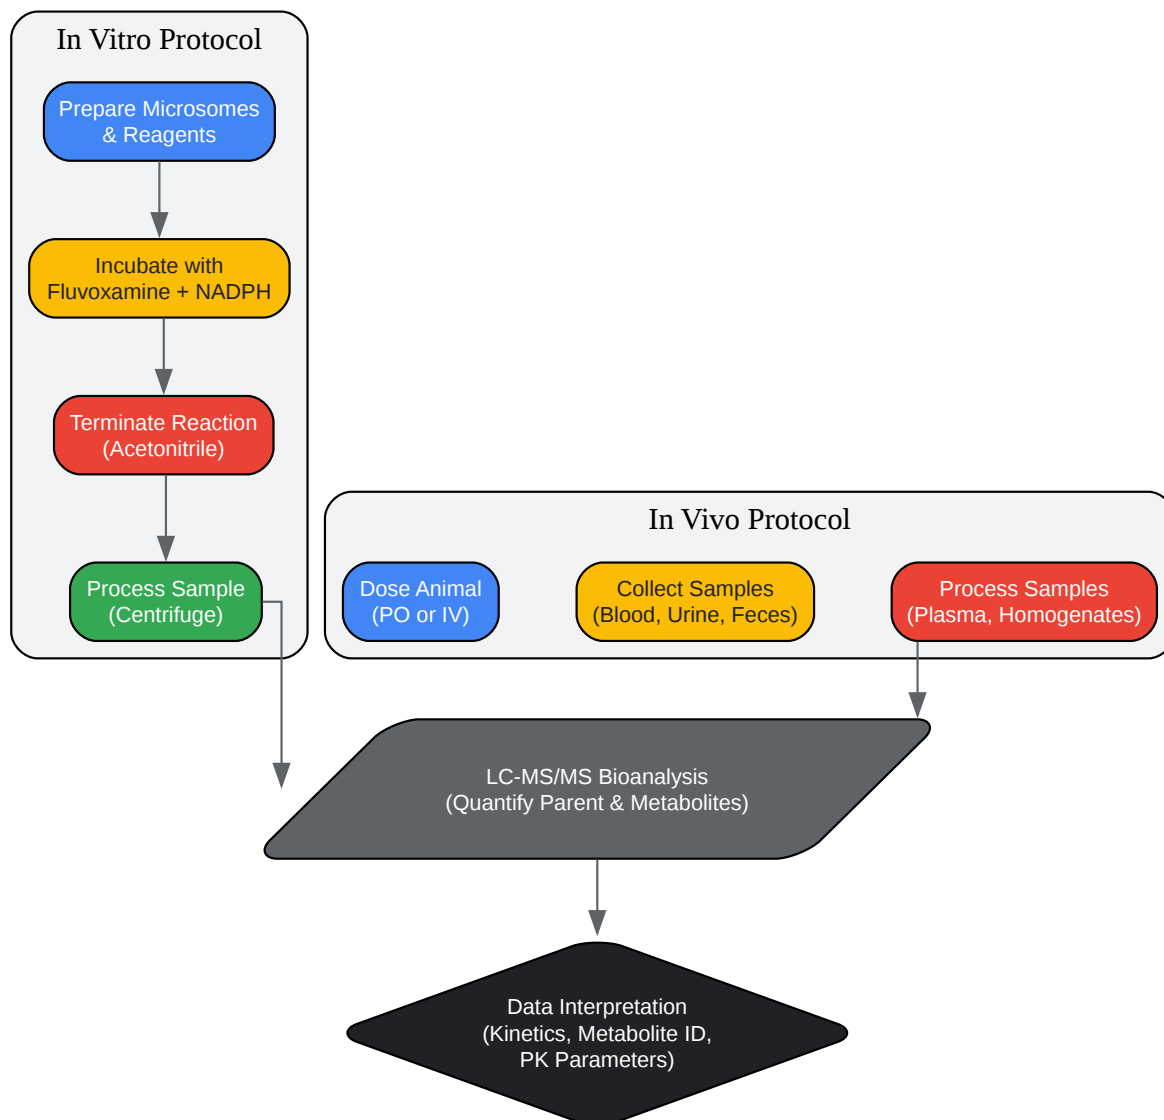 In Vitro Protocol
Prepare Microsomes
& Reagents
Incubate with
Fluvoxamine + NADPH
Terminate Reaction
(Acetonitrile)
Process Sample
(Centrifuge)
In Vivo Protocol
Dose Animal
(PO or IV)
Collect Samples
(Blood, Urine, Feces)
Process Samples
(Plasma, Homogenates)
LC-MS/MS Bioanalysis
(Quantify Parent & Metabolites)
Data Interpretation
(Kinetics, Metabolite ID,
PK Parameters)